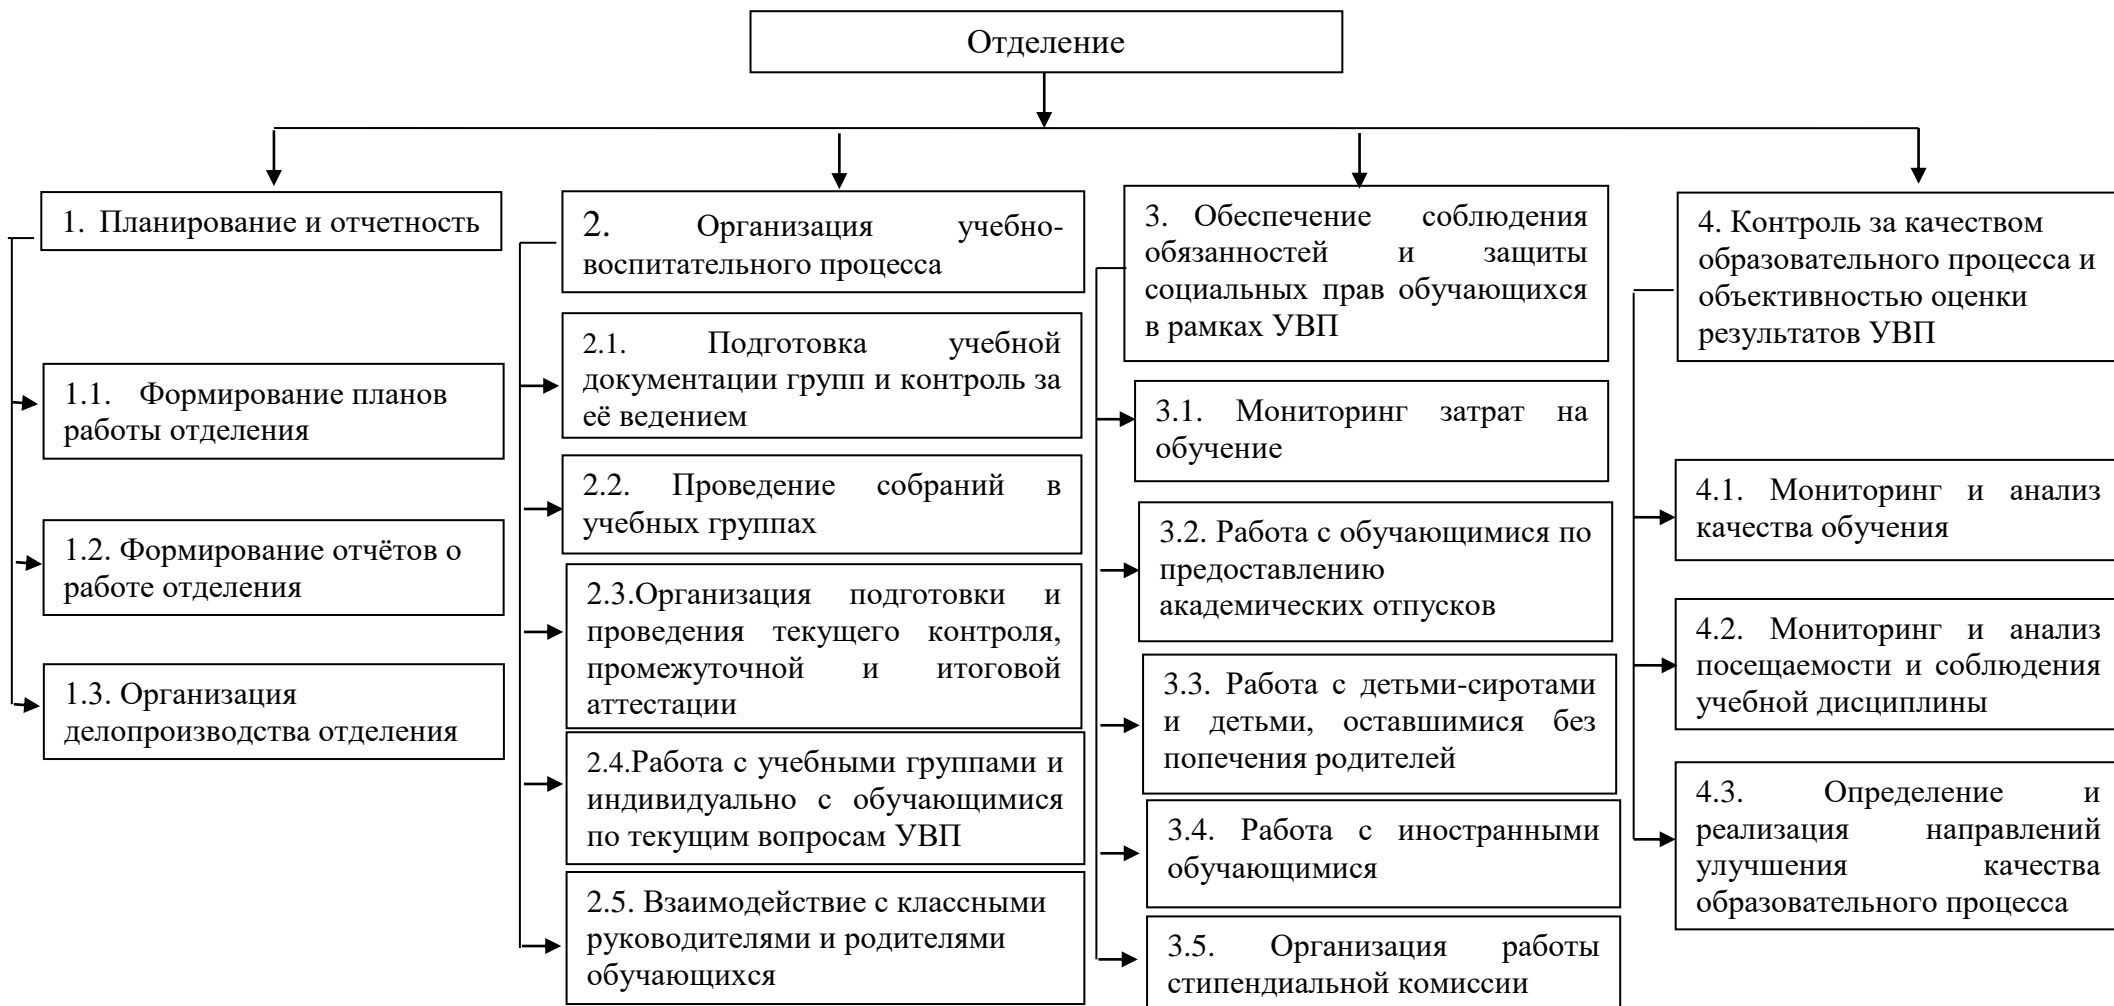 Отделение
1. Планирование и отчетность
1.1. Формирование планов
работы отделения
1.2. Формирование отчётов о
работе отделения
1.3. Организация
делопроизводства отделения
2. Организация учебно-
воспитательного процесса
2.1. Подготовка учебной
документации групп и контроль за
её ведением
2.2. Проведение собраний в
учебных группах
2.3.Организация подготовки и
проведения текущего контроля,
промежуточной и итоговой
аттестации
2.4.Работа с учебными группами и
индивидуально с обучающимися
по текущим вопросам УВП
2.5. Взаимодействие с классными
руководителями и родителями
обучающихся
3. Обеспечение соблюдения
обязанностей и защиты
социальных прав обучающихся
в рамках УВП
3.1. Мониторинг затрат на
обучение
3.2. Работа с обучающимися по
предоставлению
академических отпусков
3.3. Работа с детьми-сиротами
и детьми, оставшимися без
попечения родителей
3.4. Работа с иностранными
обучающимися
3.5. Организация работы
стипендиальной комиссии
4. Контроль за качеством
образовательного процесса и
объективностью оценки
результатов УВП
4.1. Мониторинг и анализ
качества обучения
4.2. Мониторинг и анализ
посещаемости и соблюдения
учебной дисциплины
4.3. Определение и
реализация направлений
улучшения качества
образовательного процесса